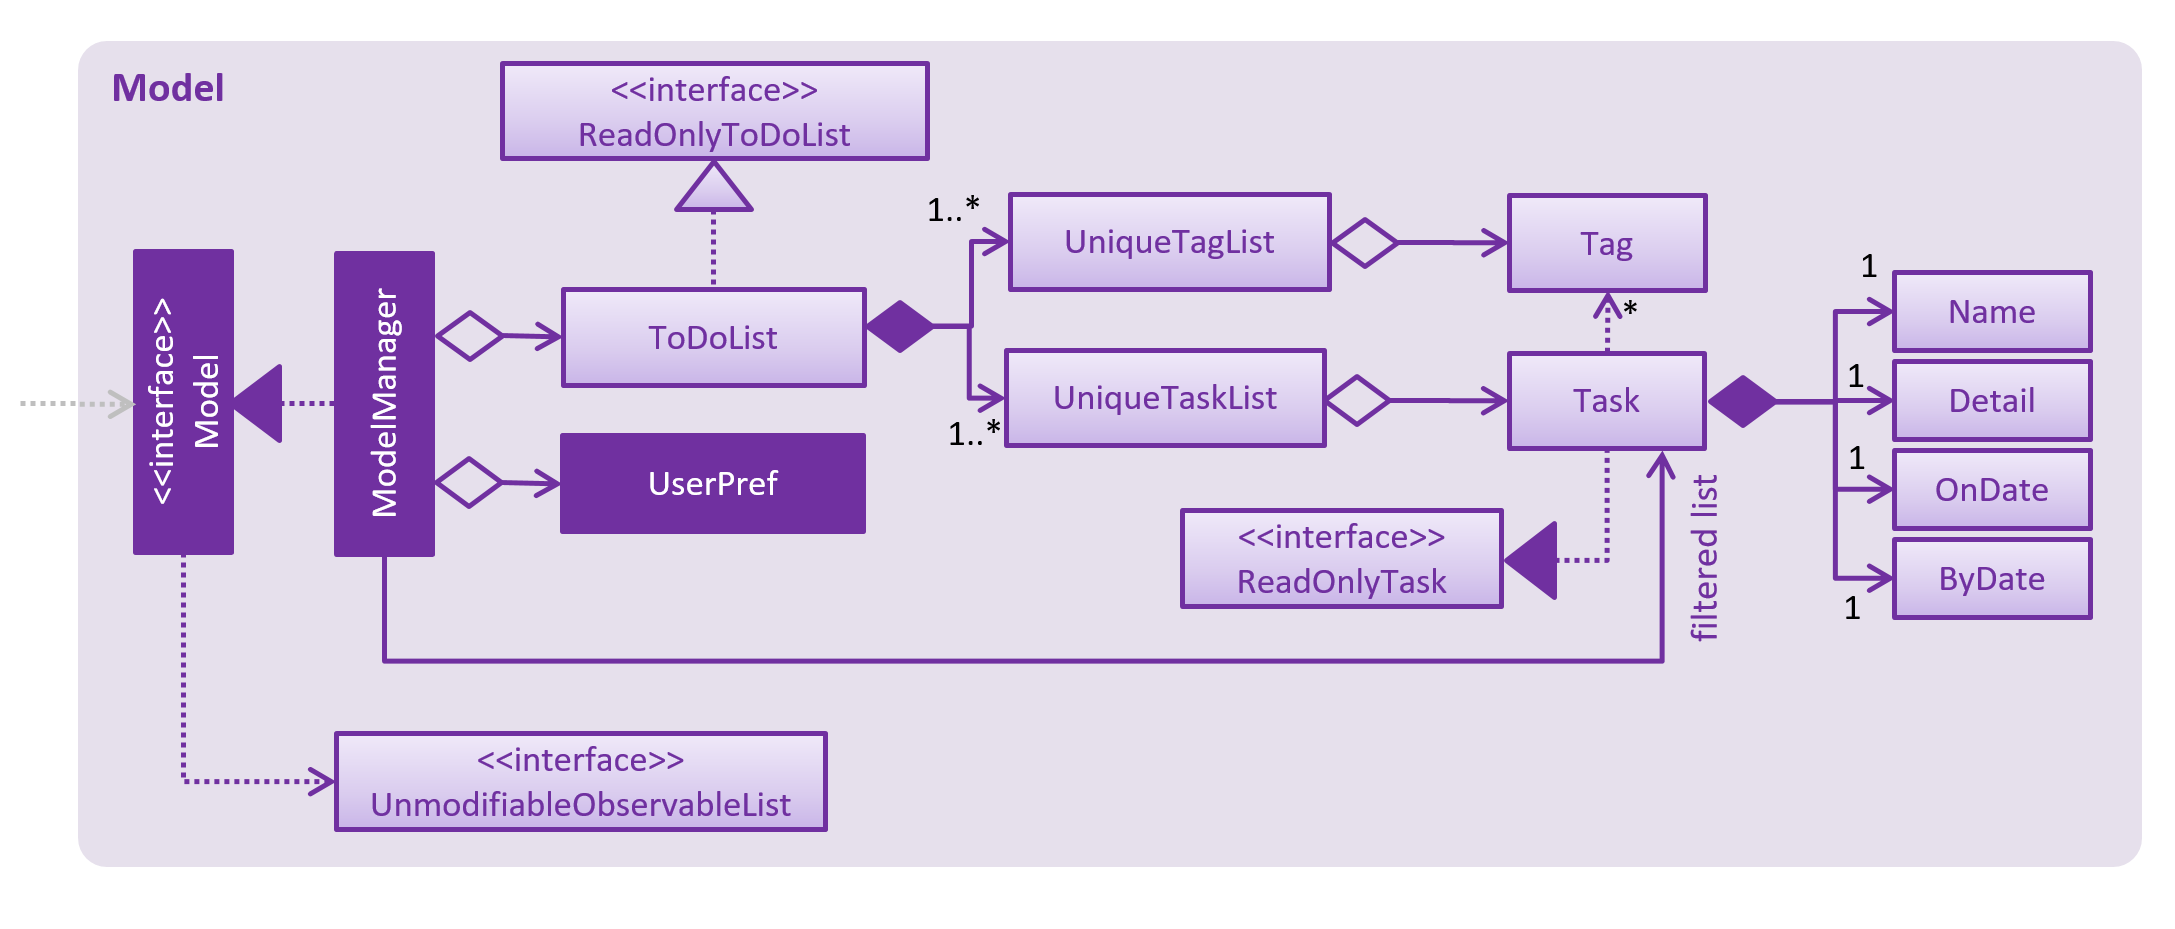 Model
<<interface>>
ReadOnlyToDoList
1..*
UniqueTagList
Tag
<<interface>>
Model
ModelManager
ToDoList
*
1
Name
UniqueTaskList
1..*
Task
1
Detail
UserPref
1
OnDate
<<interface>>
ReadOnlyTask
filtered list
ByDate
1
<<interface>>
UnmodifiableObservableList